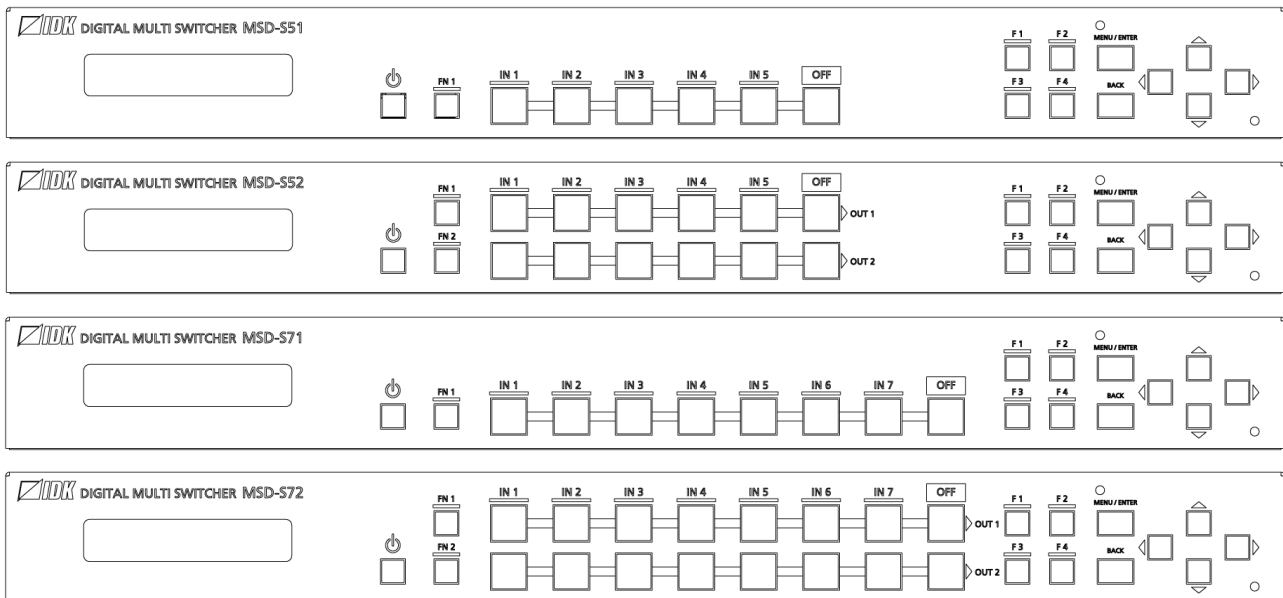 IDK DIGITAL MULTI SWITCHER MSD-S51
FN 1 IN 1 IN 2 IN 3 IN 4 IN 5 OFF F 1 F 2 MENU / ENTER
F 3 F 4 BACK
IDK DIGITAL MULTI SWITCHER MSD-S52
FN 1 IN 1 IN 2 IN 3 IN 4 IN 5 OFF OUT 1 F 1 F 2 MENU / ENTER
FN 2 OUT 2 F 3 F 4 BACK
IDK DIGITAL MULTI SWITCHER MSD-S71
FN 1 IN 1 IN 2 IN 3 IN 4 IN 5 IN 6 IN 7 OFF F 1 F 2 MENU / ENTER
F 3 F 4 BACK
IDK DIGITAL MULTI SWITCHER MSD-S72
FN 1 IN 1 IN 2 IN 3 IN 4 IN 5 IN 6 IN 7 OFF OUT 1 F 1 F 2 MENU / ENTER
FN 2 OUT 2 F 3 F 4 BACK